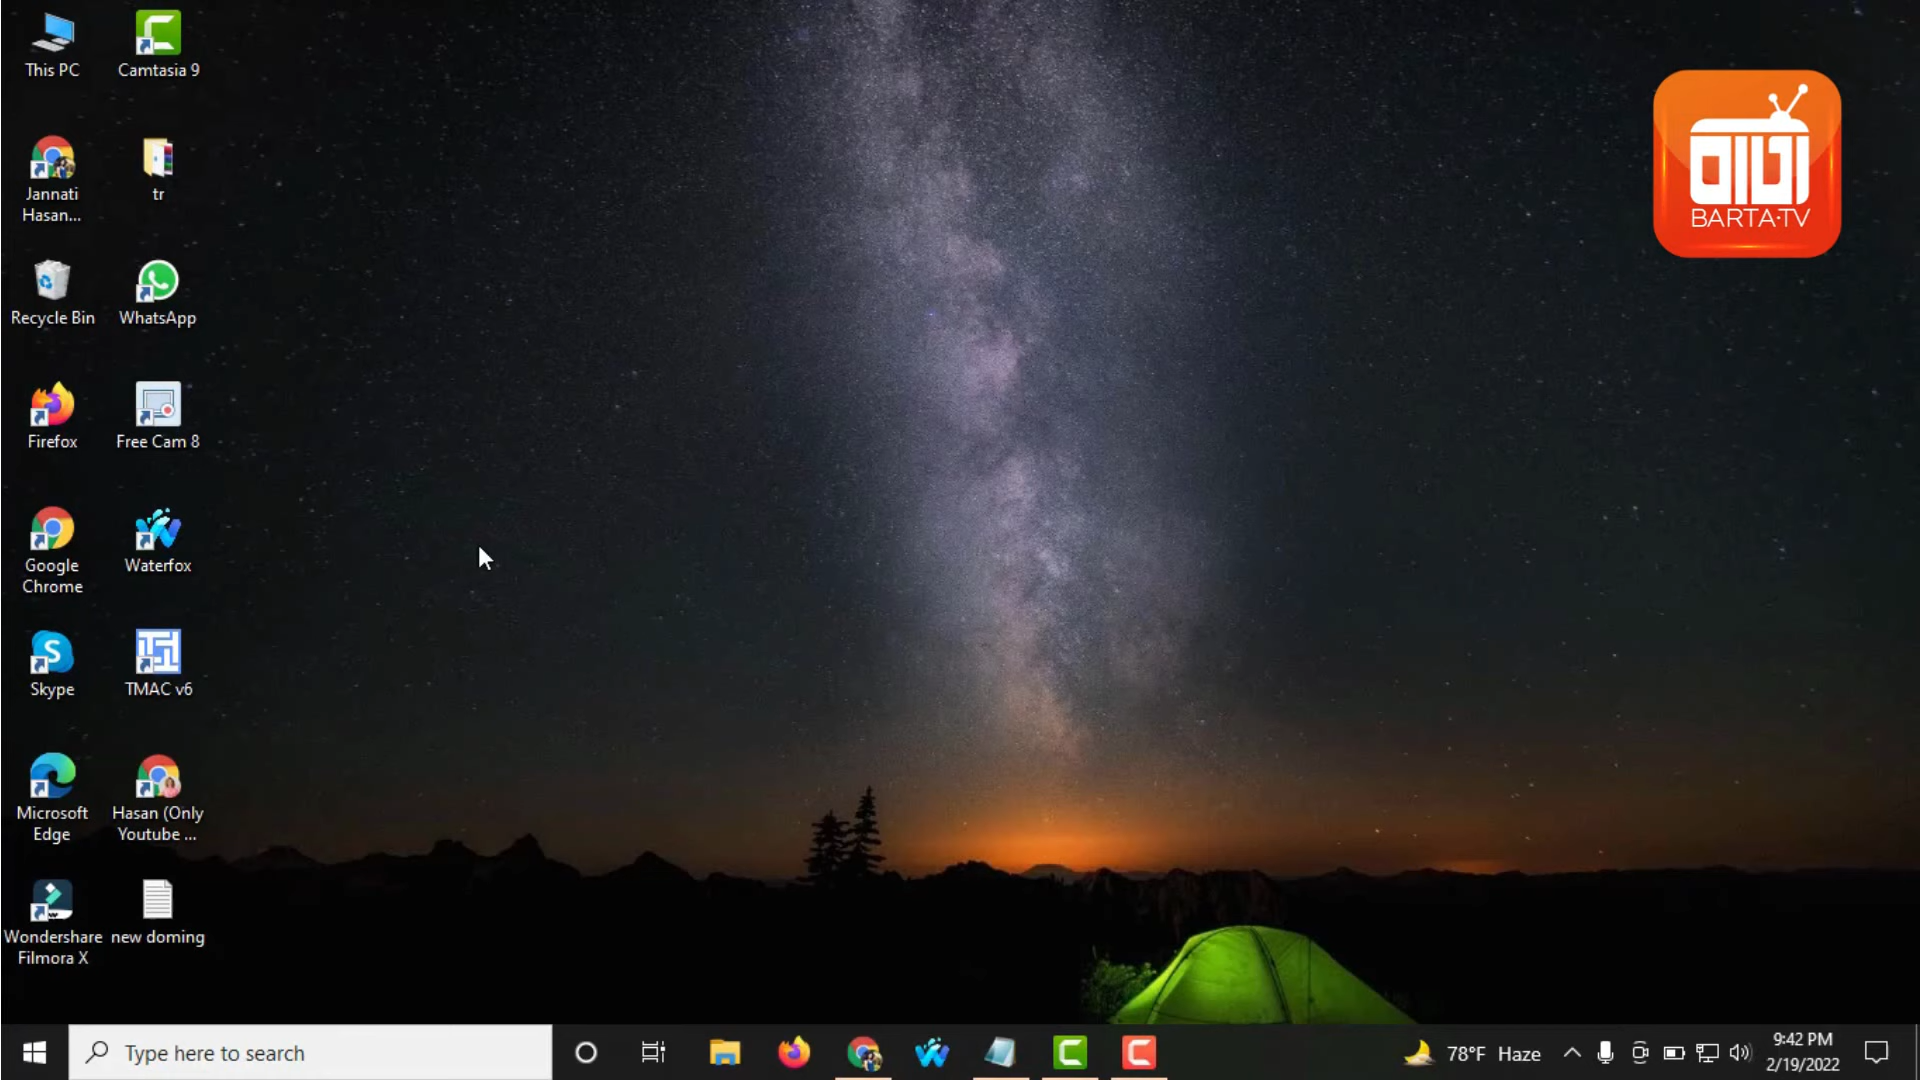 This PC
Camtasia 9
Jannati
Hasan...
tr
Recycle Bin
WhatsApp
Firefox
Free Cam 8
Google
Chrome
Waterfox
Skype
TMAC v6
Microsoft
Edge
Hasan (Only
Youtube ...
Wondershare
Filmora X
new doming
বার্তা
BARTA·TV
Type here to search
78°F Haze
9:42 PM
2/19/2022